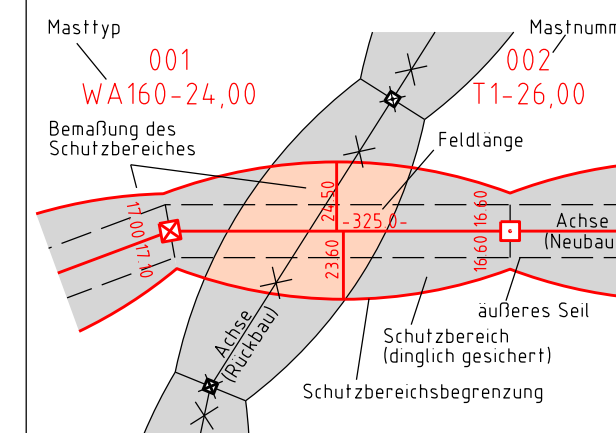 Masttyp
Mastnumm
001
002
WA160-24,00
T1-26,00
Bemaßung des
Schutzbereiches
Feldlänge
24.50
17.00
17.10
-325.0-
16.60
16.60
23.60
Achse
(Neubau
äußeres Seil
Achse
(Rückbau)
Schutzbereich
(dinglich gesichert)
Schutzbereichsbegrenzung